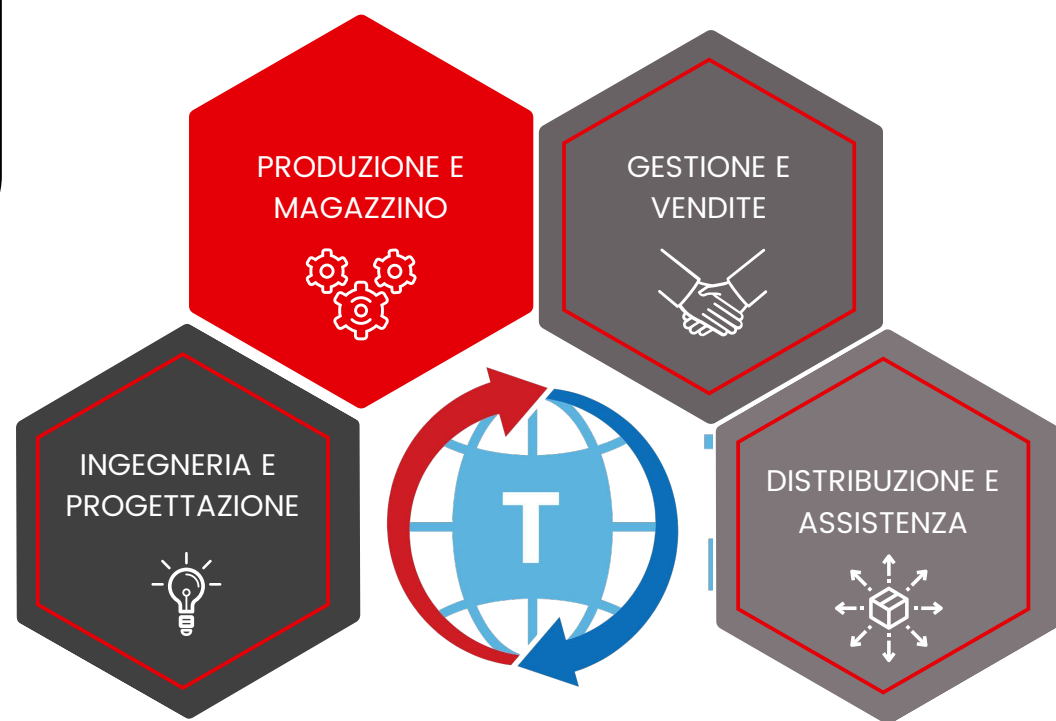 PRODUZIONE E
MAGAZZINO
GESTIONE E
VENDITE
INGEGNERIA E
PROGETTAZIONE
T
DISTRIBUZIONE E
ASSISTENZA